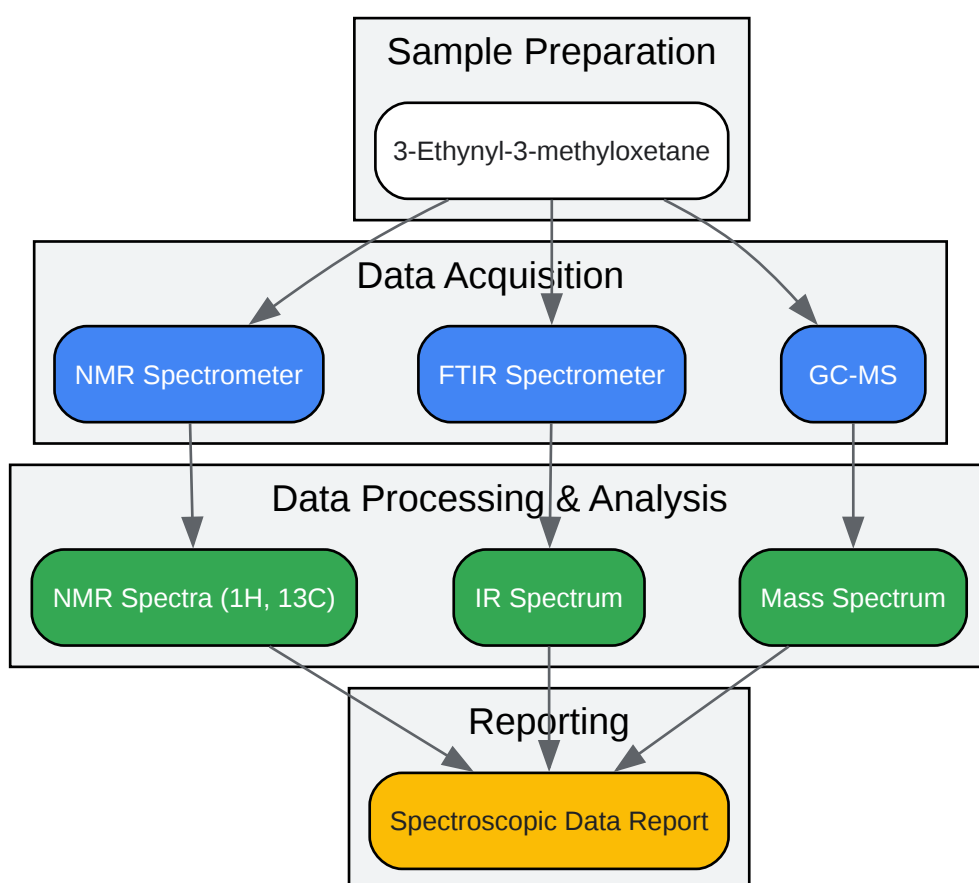 Sample Preparation
3-Ethynyl-3-methyloxetane
Data Acquisition
NMR Spectrometer
FTIR Spectrometer
GC-MS
Data Processing & Analysis
NMR Spectra (1H, 13C)
IR Spectrum
Mass Spectrum
Reporting
Spectroscopic Data Report